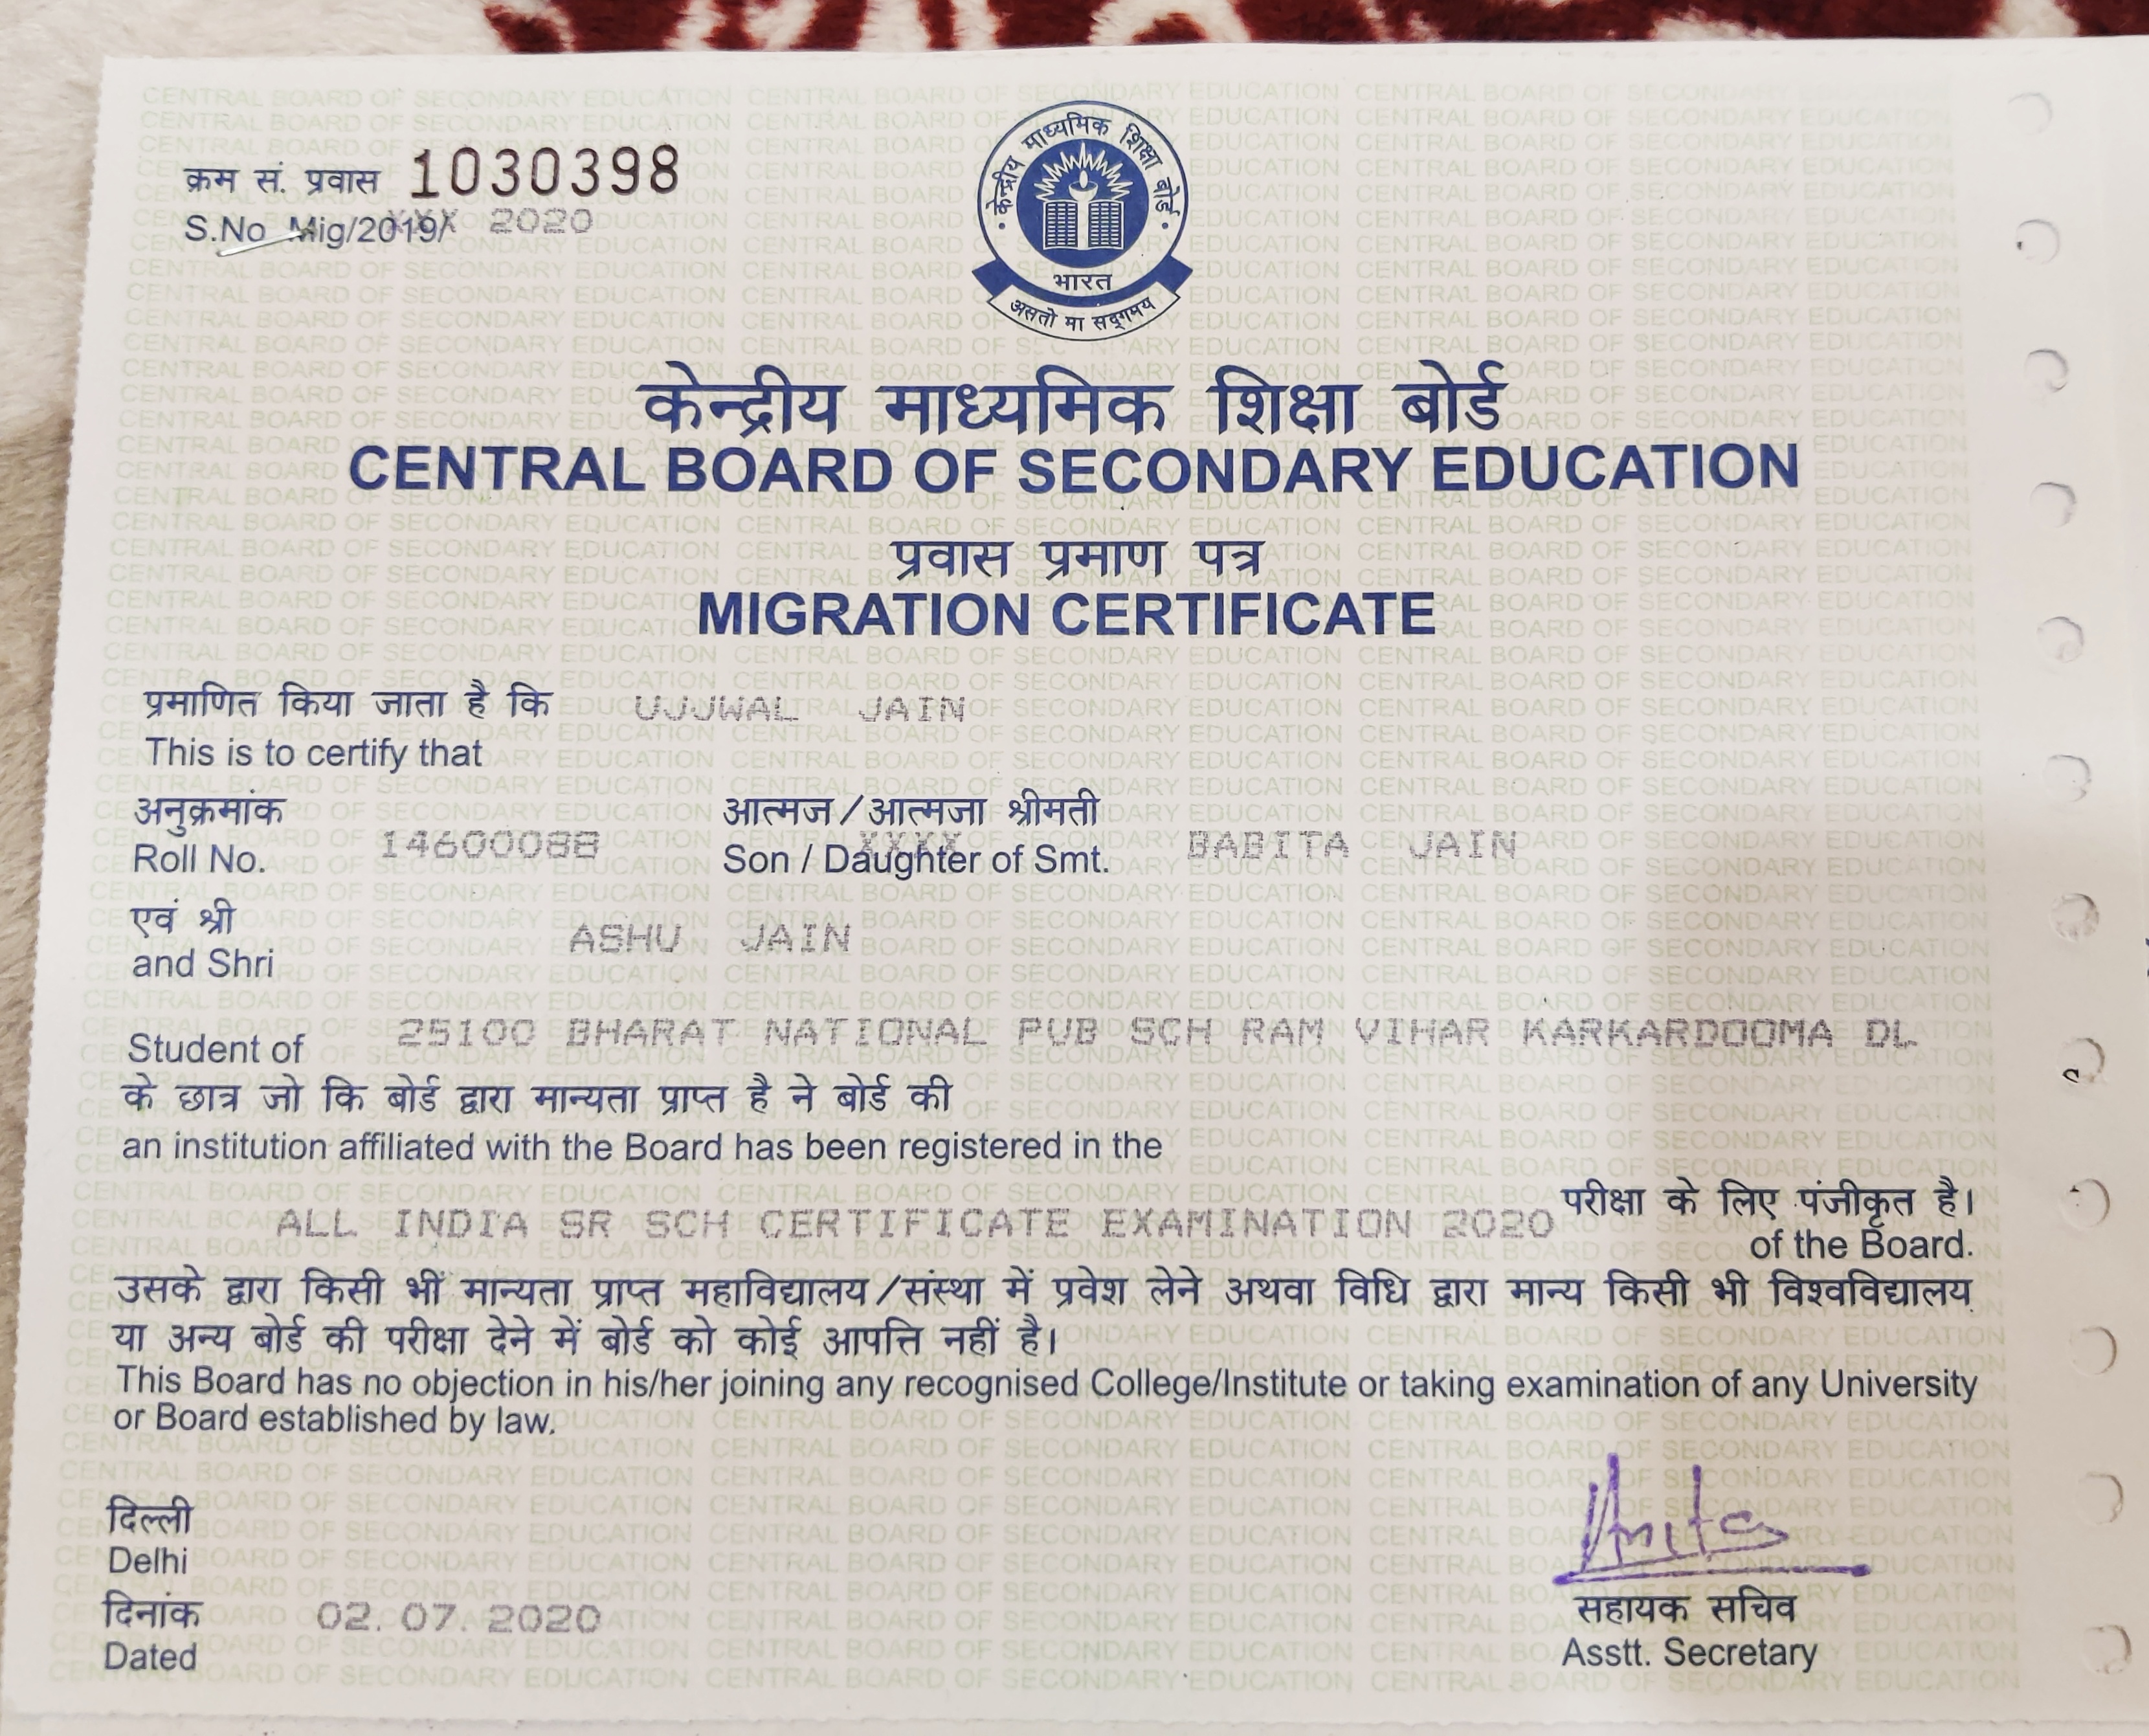 केन्द्रीय माध्यमिक शिक्षा बोर्ड
भारत
असतो मा सद्गमय
क्रम सं. प्रवास 1030398
S.No Mig/2019/ XXX 2020
केन्द्रीय माध्यमिक शिक्षा बोर्ड
CENTRAL BOARD OF SECONDARY EDUCATION
प्रवास प्रमाण पत्र
MIGRATION CERTIFICATE
प्रमाणित किया जाता है कि UJJWAL JAIN
This is to certify that
अनुक्रमांक आत्मज/आत्मजा श्रीमती
14600088 XXXX BABITA JAIN
Roll No. Son / Daughter of Smt.
एवं श्री
ASHU JAIN
and Shri
25100 BHARAT NATIONAL PUB SCH RAM VIHAR KARKARDOOMA DL
Student of
के छात्र जो कि बोर्ड द्वारा मान्यता प्राप्त है ने बोर्ड की
an institution affiliated with the Board has been registered in the
ALL INDIA SR SCH CERTIFICATE EXAMINATION 2020 परीक्षा के लिए पंजीकृत है।
of the Board.
उसके द्वारा किसी भी मान्यता प्राप्त महाविद्यालय/संस्था में प्रवेश लेने अथवा विधि द्वारा मान्य किसी भी विश्वविद्यालय
या अन्य बोर्ड की परीक्षा देने में बोर्ड को कोई आपत्ति नहीं है।
This Board has no objection in his/her joining any recognised College/Institute or taking examination of any University
or Board established by law.
दिल्ली
Delhi
दिनांक
02.07.2020
Dated
Anita
सहायक सचिव
Asstt. Secretary